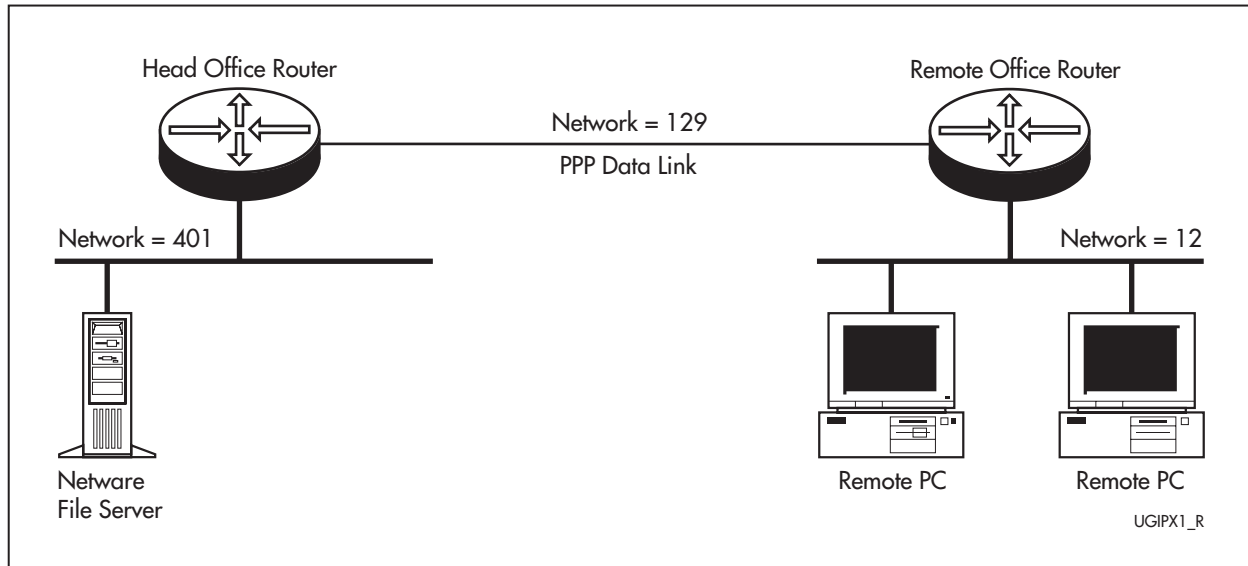 Head Office Router
Remote Office Router
Network = 129
PPP Data Link
Network = 401
Network = 12
Netware
File Server
Remote PC
Remote PC
UGIPX1_R